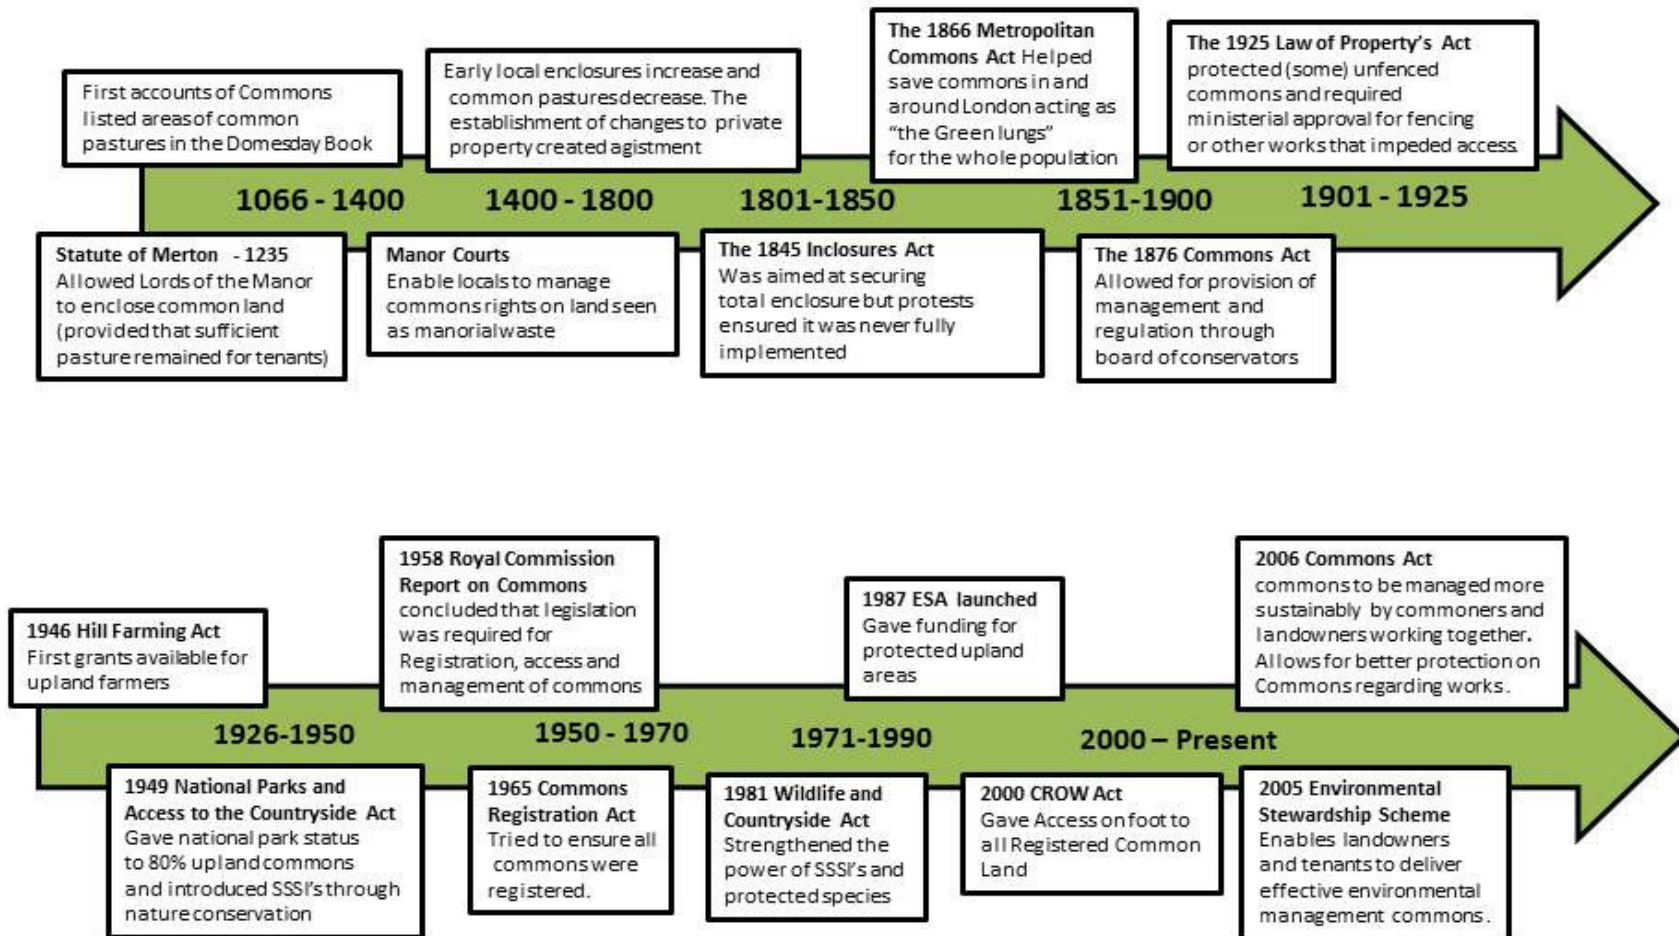 First accounts of Commons
listed areas of common
pastures in the Domesday Book
Early local enclosures increase and
common pastures decrease. The
establishment of changes to private
property created agistment
The 1866 Metropolitan
Commons Act Helped
save commons in and
around London acting as
“the Green lungs”
for the whole population
The 1925 Law of Property's Act
protected (some) unfenced
commons and required
ministerial approval for fencing
or other works that impeded access.
1066 - 1400
1400 - 1800
1801-1850
1851-1900
1901 - 1925
Statute of Merton - 1235
Allowed Lords of the Manor
to enclose common land
(provided that sufficient
pasture remained for tenants)
Manor Courts
Enable locals to manage
commons rights on land seen
as manorial waste
The 1845 Inclosures Act
Was aimed at securing
total enclosure but protests
ensured it was never fully
implemented
The 1876 Commons Act
Allowed for provision of
management and
regulation through
board of conservators
1946 Hill Farming Act
First grants available for
upland farmers
1958 Royal Commission
Report on Commons
concluded that legislation
was required for
Registration, access and
management of commons
1987 ESA launched
Gave funding for
protected upland
areas
2006 Commons Act
commons to be managed more
sustainably by commoners and
landowners working together.
Allows for better protection on
Commons regarding works.
1926-1950
1950 - 1970
1971-1990
2000 – Present
1949 National Parks and
Access to the Countryside Act
Gave national park status
to 80% upland commons
and introduced SSSI's through
nature conservation
1965 Commons
Registration Act
Tried to ensure all
commons were
registered.
1981 Wildlife and
Countryside Act
Strengthened the
power of SSSI's and
protected species
2000 CROW Act
Gave Access on foot to
all Registered Common
Land
2005 Environmental
Stewardship Scheme
Enables landowners
and tenants to deliver
effective environmental
management commons.